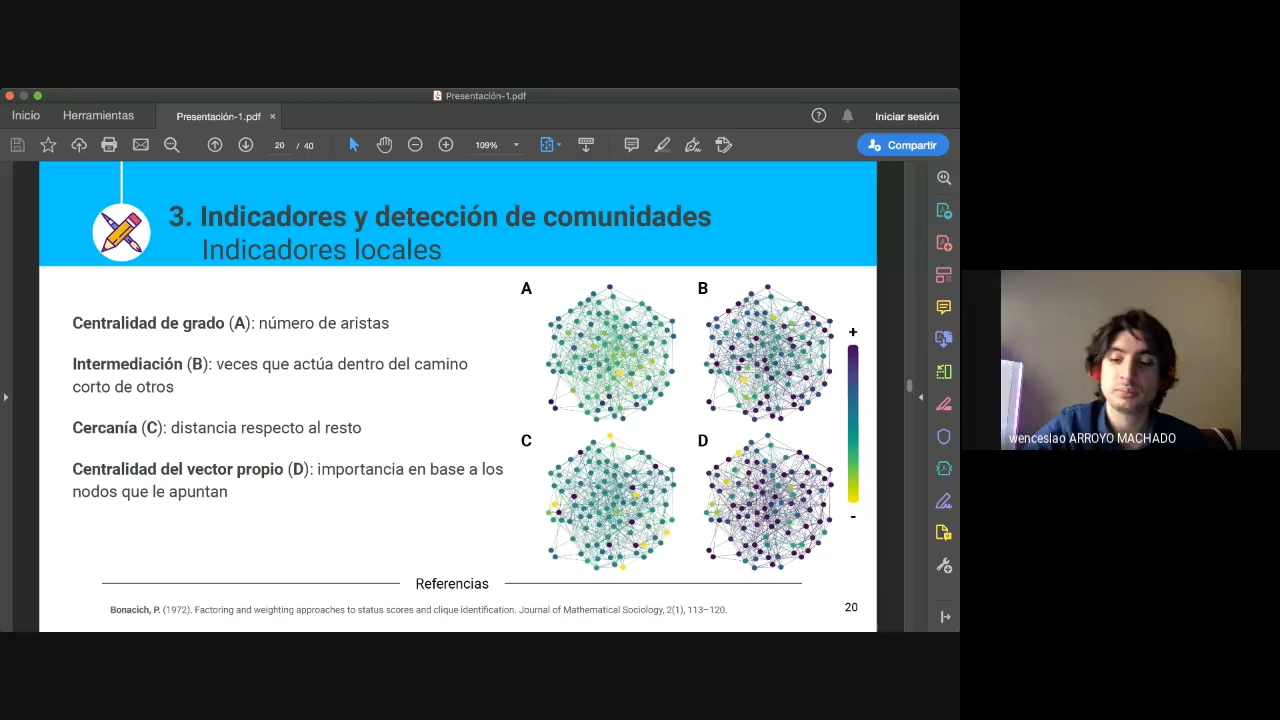 Presentación-1.pdf
Inicio
Herramientas
Presentación-1.pdf ×
Iniciar sesión
20 / 40
109%
Compartir
3. Indicadores y detección de comunidades
Indicadores locales
Centralidad de grado (A): número de aristas
Intermediación (B): veces que actúa dentro del camino
corto de otros
Cercanía (C): distancia respecto al resto
Centralidad del vector propio (D): importancia en base a los
nodos que le apuntan
A
B
C
D
+
-
Referencias
Bonacich, P. (1972). Factoring and weighting approaches to status scores and clique identification. Journal of Mathematical Sociology, 2(1), 113–120.
20
wenceslao ARROYO MACHADO